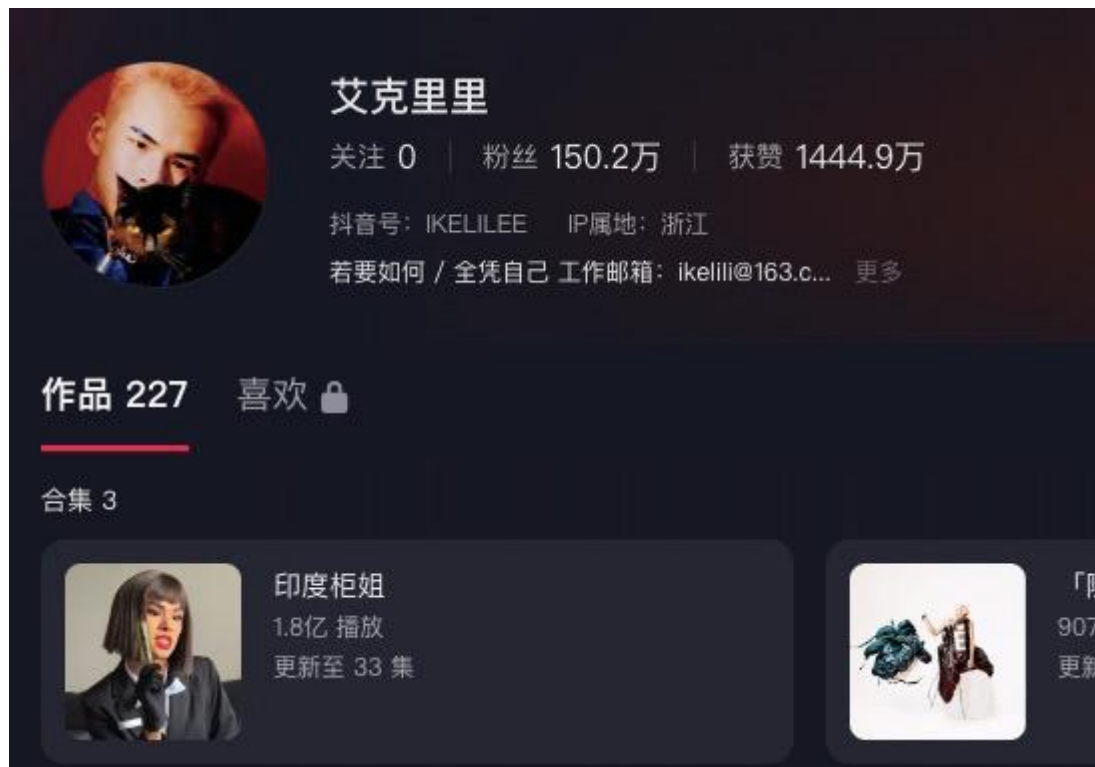 艾克里里
关注 0 粉丝 150.2万 获赞 1444.9万
抖音号：IKELILEE IP属地：浙江
若要如何 / 全凭自己 工作邮箱：ikelili@163.c... 更多
作品 227 喜欢
合集 3
印度柜姐
1.8亿 播放
907
更新至 33 集